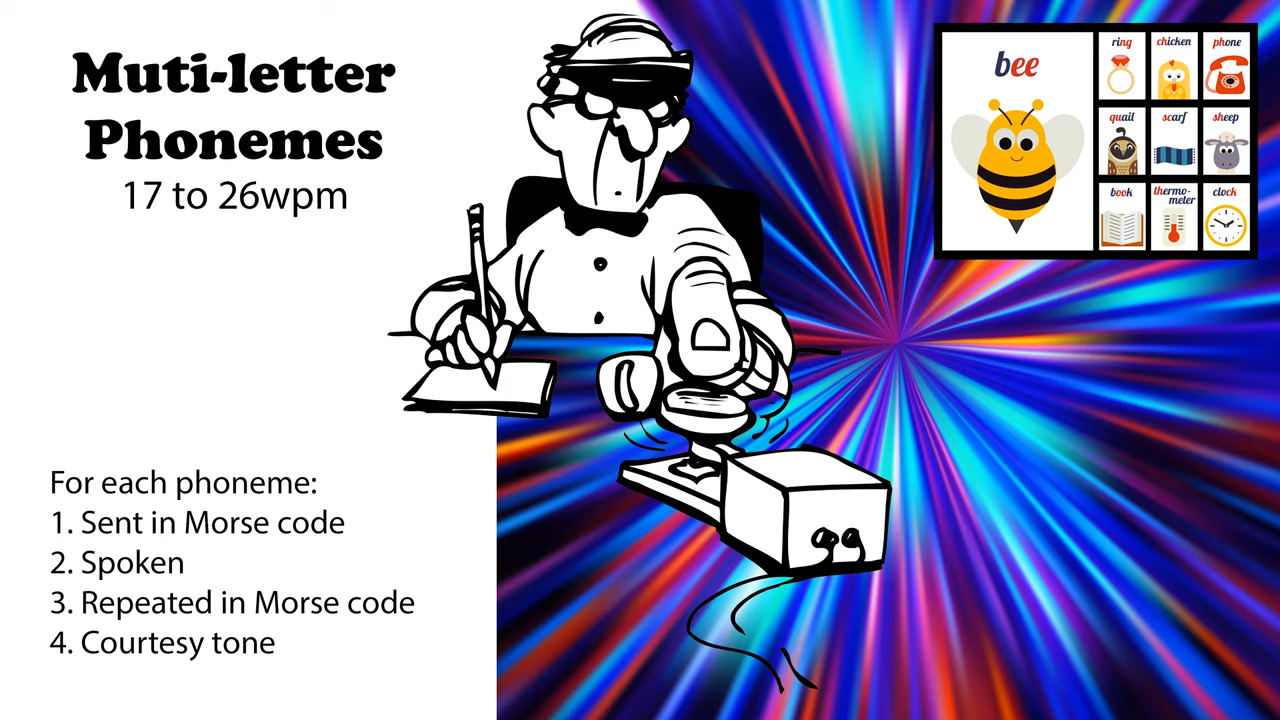 Muti-letter
Phonemes
17 to 26wpm
bee
ring
chicken
phone
quail
scarf
sheep
book
thermo-
meter
clock
For each phoneme:
1. Sent in Morse code
2. Spoken
3. Repeated in Morse code
4. Courtesy tone